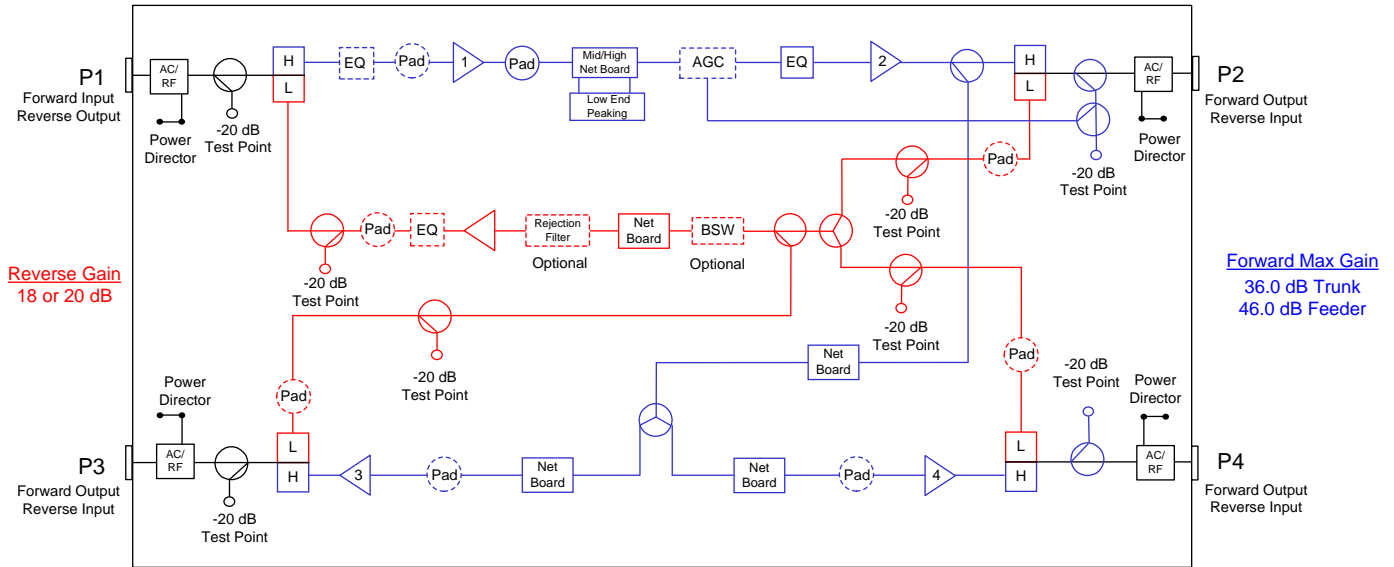 P1
Forward Input
Reverse Output
AC/
RF
Power
Director
-20 dB
Test Point
H
L
EQ
Pad
1
Pad
Mid/High
Net Board
Low End
Peaking
AGC
EQ
2
H
L
AC/
RF
P2
Forward Output
Reverse Input
Power
Director
-20 dB
Test Point
Pad
-20 dB
Test Point
-20 dB
Test Point
Pad
EQ
Rejection
Filter
Optional
Net
Board
BSW
Optional
-20 dB
Test Point
Reverse Gain
18 or 20 dB
Forward Max Gain
36.0 dB Trunk
46.0 dB Feeder
-20 dB
Test Point
Net
Board
Pad
-20 dB
Test Point
Power
Director
Power
Director
Pad
P3
Forward Output
Reverse Input
AC/
RF
-20 dB
Test Point
L
H
3
Pad
Net
Board
Net
Board
Pad
4
L
H
AC/
RF
P4
Forward Output
Reverse Input